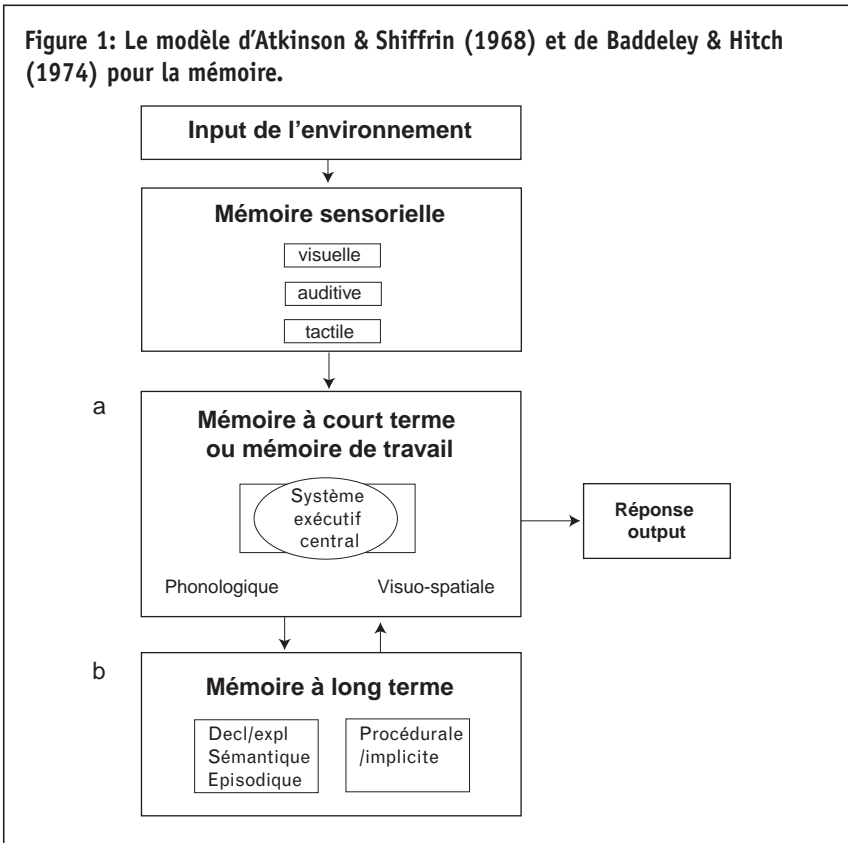 Figure 1: Le modèle d'Atkinson & Shiffrin (1968) et de Baddeley & Hitch
(1974) pour la mémoire.
Input de l'environnement
Mémoire sensorielle
visuelle
auditive
tactile
a
Mémoire à court terme
ou mémoire de travail
Système
exécutif
central
Phonologique
Visuo-spatiale
Réponse
output
b
Mémoire à long terme
Decl/expl
Sémantique
Episodique
Procédurale
/implicite